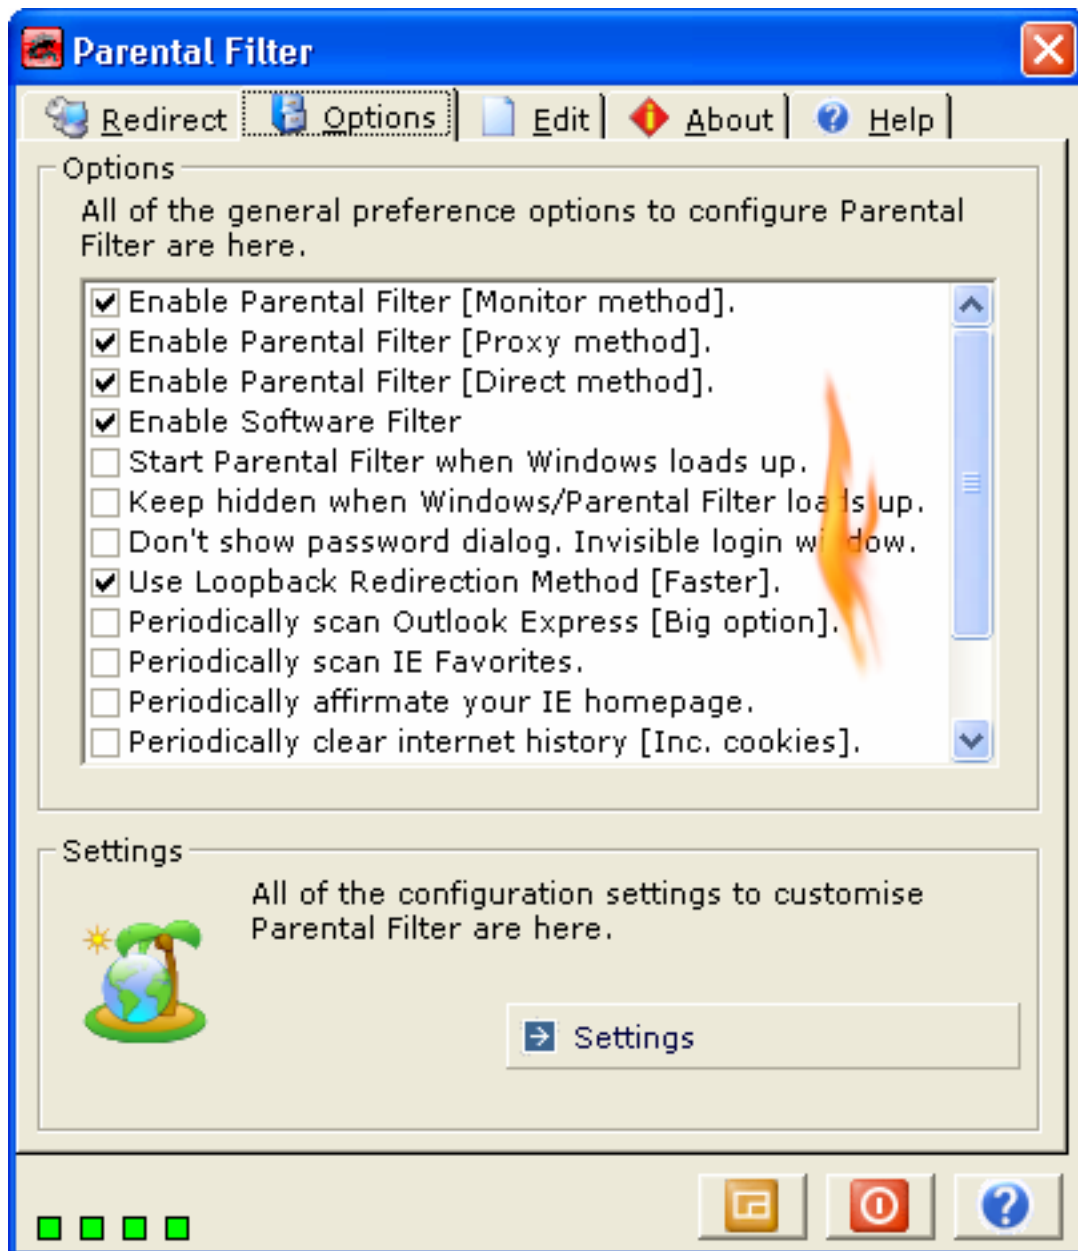 Parental Filter
Redirect
Options
Edit
About
Help
Options
All of the general preference options to configure Parental
Filter are here.
Enable Parental Filter [Monitor method].
Enable Parental Filter [Proxy method].
Enable Parental Filter [Direct method].
Enable Software Filter
Start Parental Filter when Windows loads up.
Keep hidden when Windows/Parental Filter loads up.
Don't show password dialog. Invisible login window.
Use Loopback Redirection Method [Faster].
Periodically scan Outlook Express [Big option].
Periodically scan IE Favorites.
Periodically affirmate your IE homepage.
Periodically clear internet history [Inc. cookies].
Settings
All of the configuration settings to customise
Parental Filter are here.
Settings